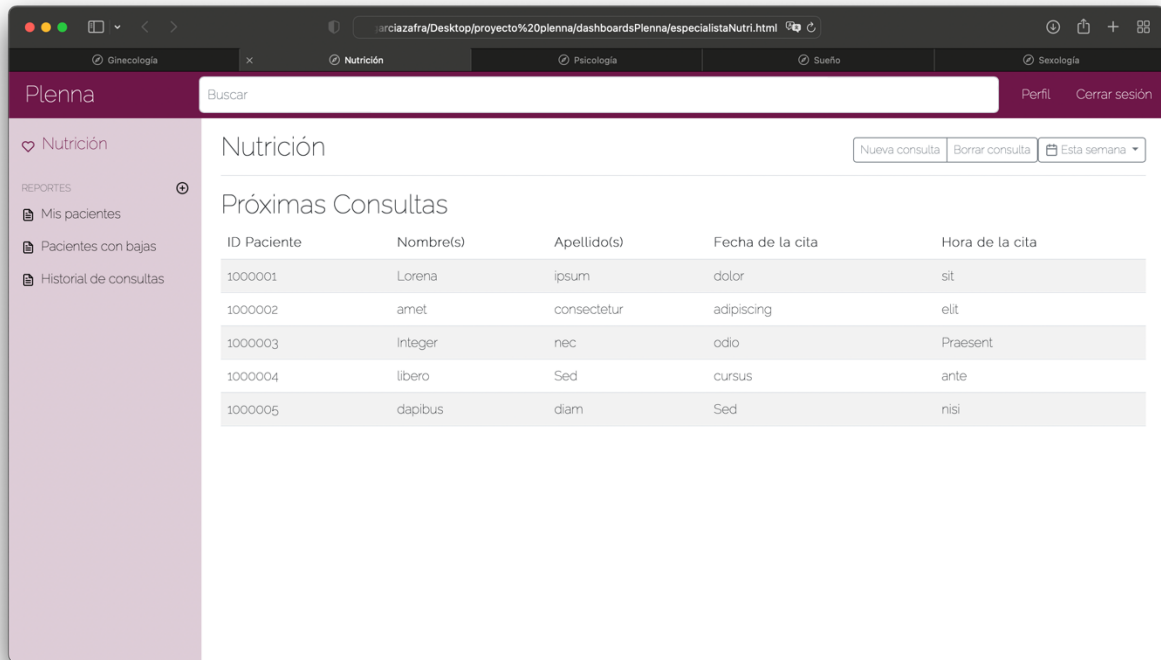 arciazafra/Desktop/proyecto%20plenna/dashboardsPlenna/especialistaNutri.html
Ginecología Nutrición Psicología Sueño Sexología
Plenna Buscar Perfil Cerrar sesión
Nutrición
REPORTES
Mis pacientes
Pacientes con bajas
Historial de consultas
Nutrición Nueva consulta Borrar consulta Esta semana
Próximas Consultas
ID Paciente Nombre(s) Apellido(s) Fecha de la cita Hora de la cita
1000001 Lorena ipsum dolor sit
1000002 amet consectetur adipiscing elit
1000003 Integer nec odio Praesent
1000004 libero Sed cursus ante
1000005 dapibus diam Sed nisi